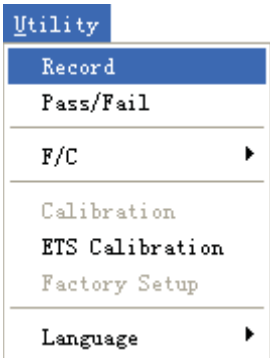 Utility
Record
Pass/Fail
F/C
Calibration
ETS Calibration
Factory Setup
Language